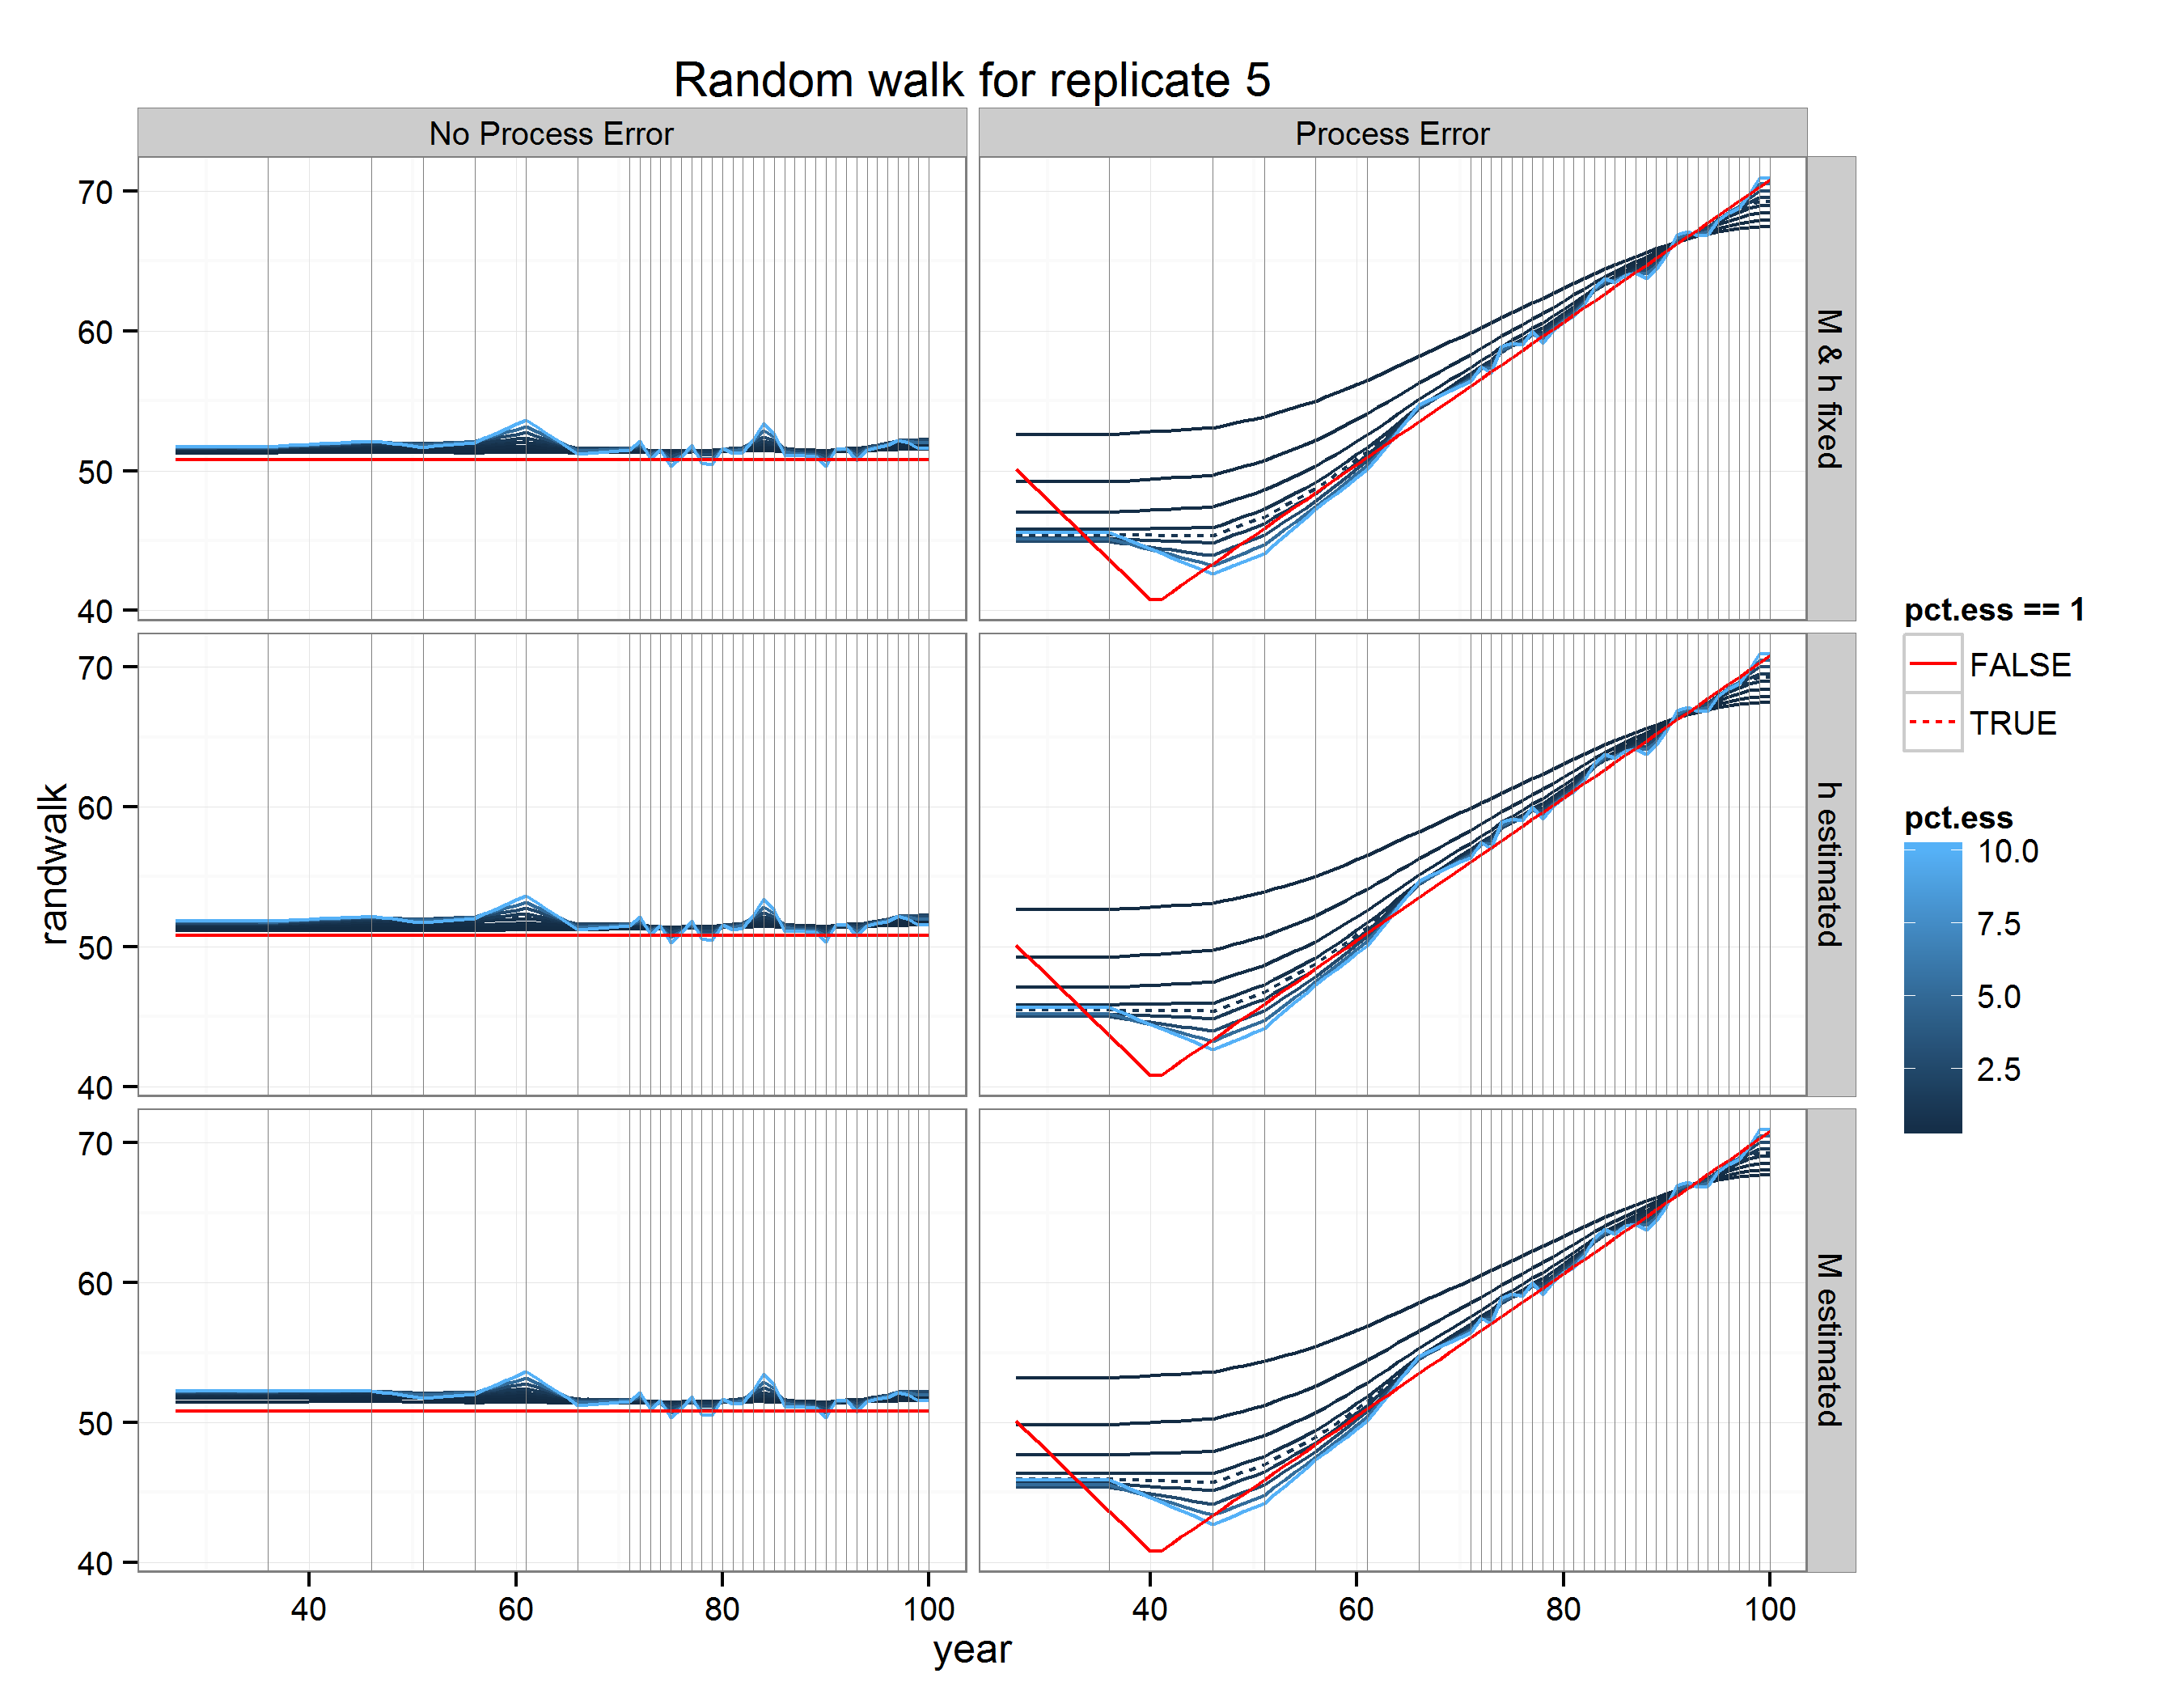 Random walk for replicate 5
No Process Error
Process Error
70
60
50
40
M & h fixed
70
60
50
40
h estimated
70
60
50
40
M estimated
randwalk
40
60
80
100
40
60
80
100
year
pct.ess == 1
FALSE
TRUE
pct.ess
10.0
7.5
5.0
2.5